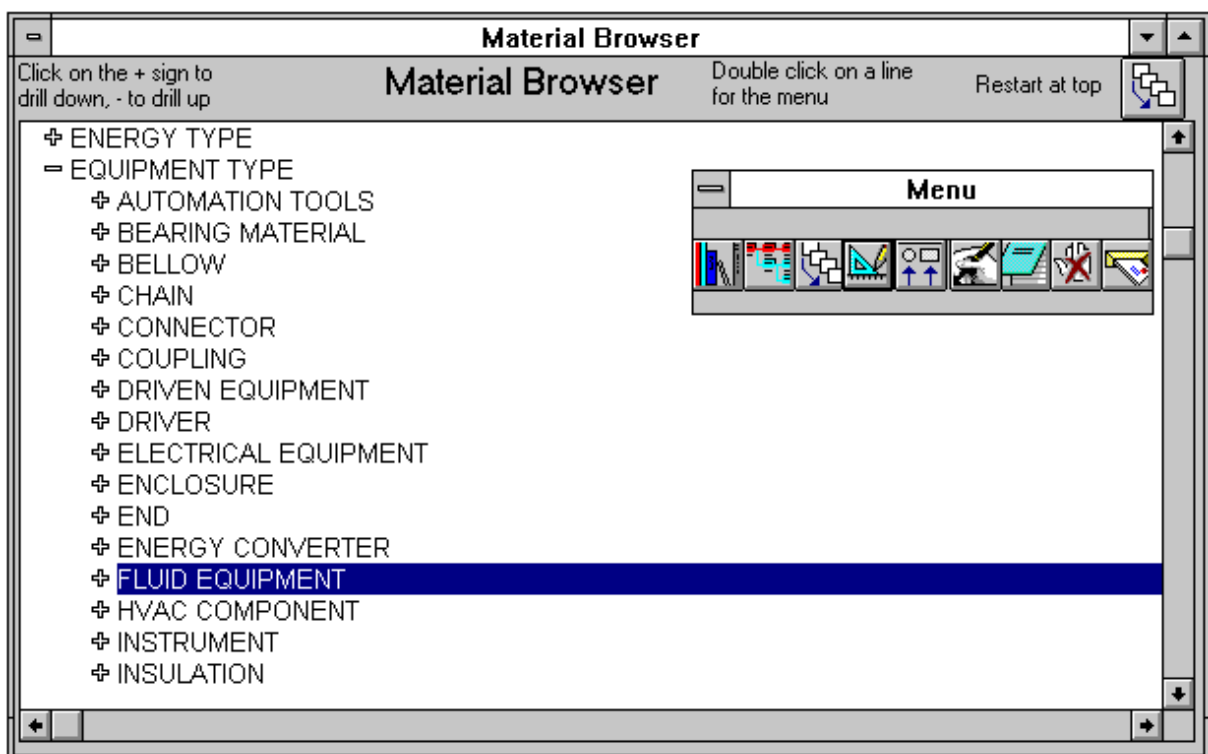 Material Browser
Click on the + sign to
drill down, - to drill up
Material Browser
Double click on a line
for the menu
Restart at top
ENERGY TYPE
EQUIPMENT TYPE
AUTOMATION TOOLS
BEARING MATERIAL
BELLOW
CHAIN
CONNECTOR
COUPLING
DRIVEN EQUIPMENT
DRIVER
ELECTRICAL EQUIPMENT
ENCLOSURE
END
ENERGY CONVERTER
FLUID EQUIPMENT
HVAC COMPONENT
INSTRUMENT
INSULATION
Menu